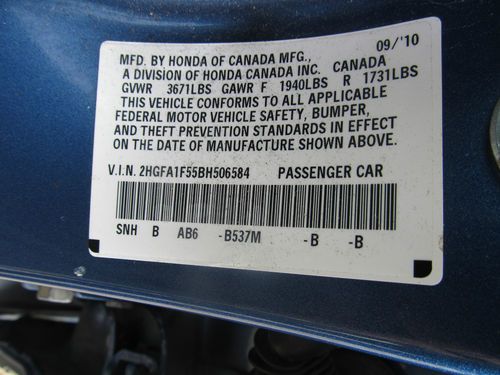 09/'10
MFD. BY HONDA OF CANADA MFG.,
A DIVISION OF HONDA CANADA INC. CANADA
GVWR 3671LBS GAWR F 1940LBS R 1731LBS
THIS VEHICLE CONFORMS TO ALL APPLICABLE
FEDERAL MOTOR VEHICLE SAFETY, BUMPER,
AND THEFT PREVENTION STANDARDS IN EFFECT
ON THE DATE OF MANUFACTURE SHOWN ABOVE.
V.I.N. 2HGFA1F55BH506584 PASSENGER CAR
SNH B AB6 -B537M -B -B